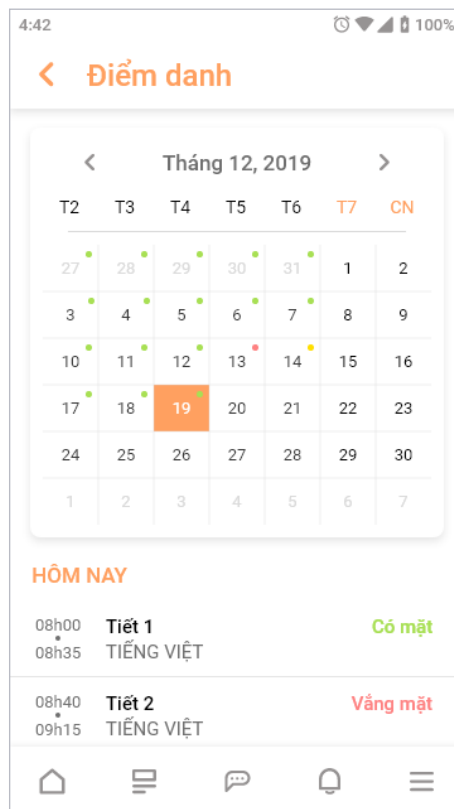 4:42 100%
Điểm danh
Tháng 12, 2019
T2 T3 T4 T5 T6 T7 CN
27 28 29 30 31 1 2
3 4 5 6 7 8 9
10 11 12 13 14 15 16
17 18 19 20 21 22 23
24 25 26 27 28 29 30
1 2 3 4 5 6 7
HÔM NAY
08h00 Tiết 1 Có mặt
08h35 TIẾNG VIỆT
08h40 Tiết 2 Vắng mặt
09h15 TIẾNG VIỆT